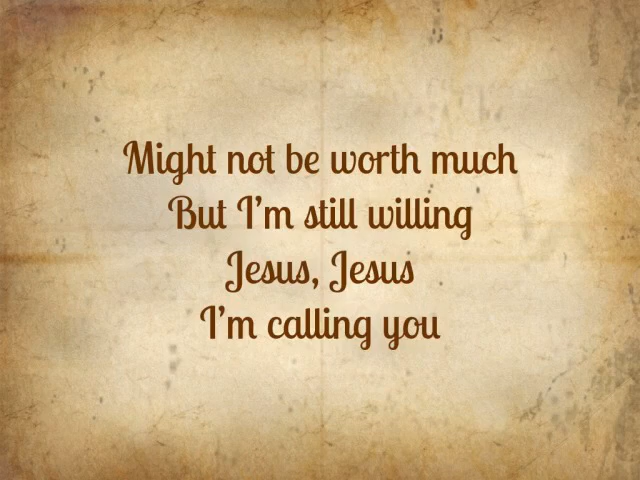 Might not be worth much
But I'm still willing
Jesus, Jesus
I'm calling you